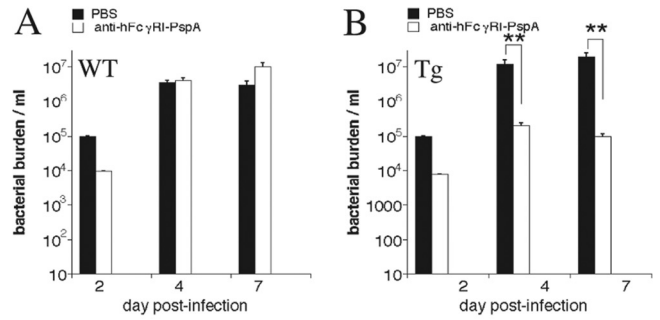 A
PBS
anti-hFcγRI-PspA
WT
bacterial burden / ml
10⁷
10⁶
10⁵
10⁴
10³
10²
10
2 4 7
day post-infection
B
PBS
anti-hFcγRI-PspA
Tg
** **
bacterial burden / ml
10⁷
10⁶
10⁵
10⁴
1000
10²
10
2 4 7
day post-infection